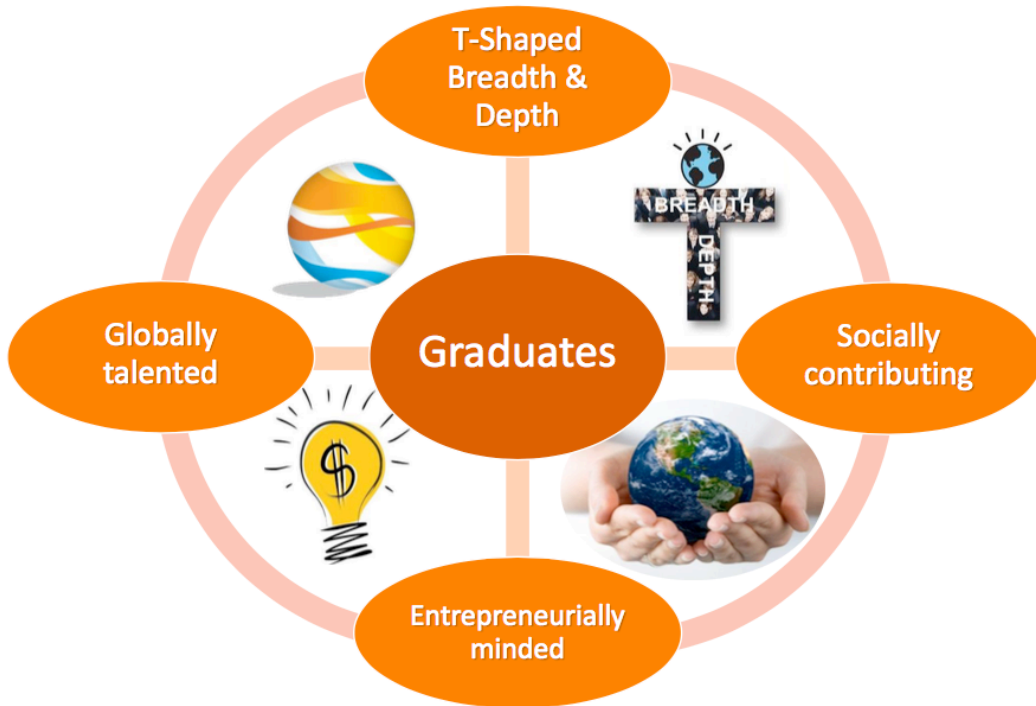 T-Shaped
Breadth &
Depth
BREADTH
DEPTH
Globally
talented
Graduates
Socially
contributing
$
Entrepreneurially
minded